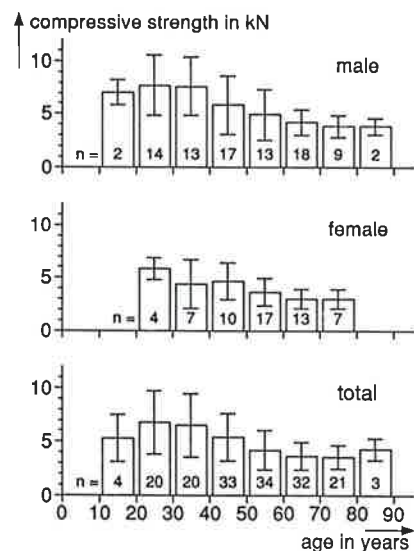 compressive strength in kN
10
male
5
n = 2 14 13 17 13 18 9 2
0
10
female
5
n = 4 7 10 17 13 7
0
10
total
5
n = 4 20 20 33 34 32 21 3
0
0 10 20 30 40 50 60 70 80 90
age in years